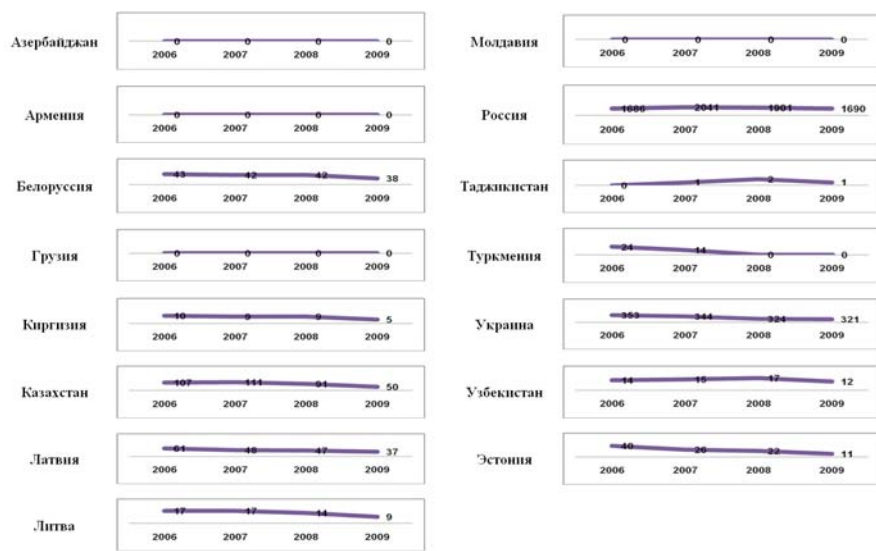 Азербайджан
0 0 0 0
2006 2007 2008 2009
Армения
0 0 0 0
2006 2007 2008 2009
Белоруссия
43 42 42 38
2006 2007 2008 2009
Грузия
0 0 0 0
2006 2007 2008 2009
Киргизия
10 9 9 5
2006 2007 2008 2009
Казахстан
107 111 91 50
2006 2007 2008 2009
Латвия
61 48 47 37
2006 2007 2008 2009
Литва
17 17 14 9
2006 2007 2008 2009
Молдавия
0 0 0 0
2006 2007 2008 2009
Россия
1686 2041 1901 1690
2006 2007 2008 2009
Таджикистан
0 1 2 1
2006 2007 2008 2009
Туркмения
24 14 0 0
2006 2007 2008 2009
Украина
353 344 324 321
2006 2007 2008 2009
Узбекистан
14 15 17 12
2006 2007 2008 2009
Эстония
40 26 22 11
2006 2007 2008 2009